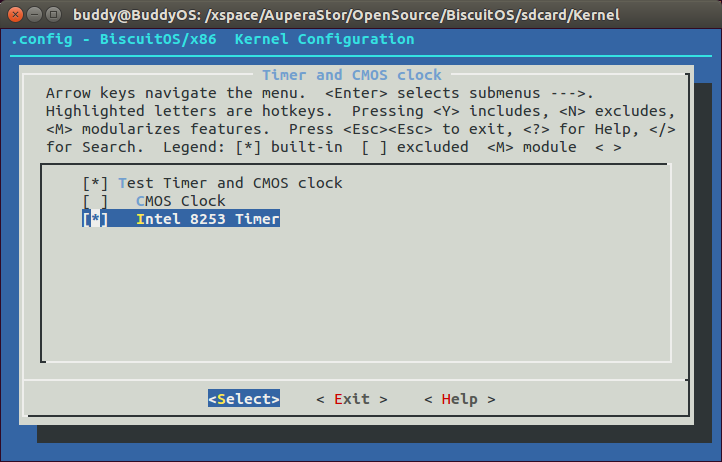 buddy@BuddyOS: /xspace/AuperaStor/OpenSource/BiscuitOS/sdcard/Kernel
.config - BiscuitOS/x86  Kernel Configuration
Timer and CMOS clock
Arrow keys navigate the menu.  <Enter> selects submenus --->.
Highlighted letters are hotkeys.  Pressing <Y> includes, <N> excludes,
<M> modularizes features.  Press <Esc><Esc> to exit, <?> for Help, </>
for Search.  Legend: [*] built-in  [ ] excluded  <M> module  < >
[*] Test Timer and CMOS clock
[ ]   CMOS Clock
[*]   Intel 8253 Timer
<Select>    < Exit >    < Help >